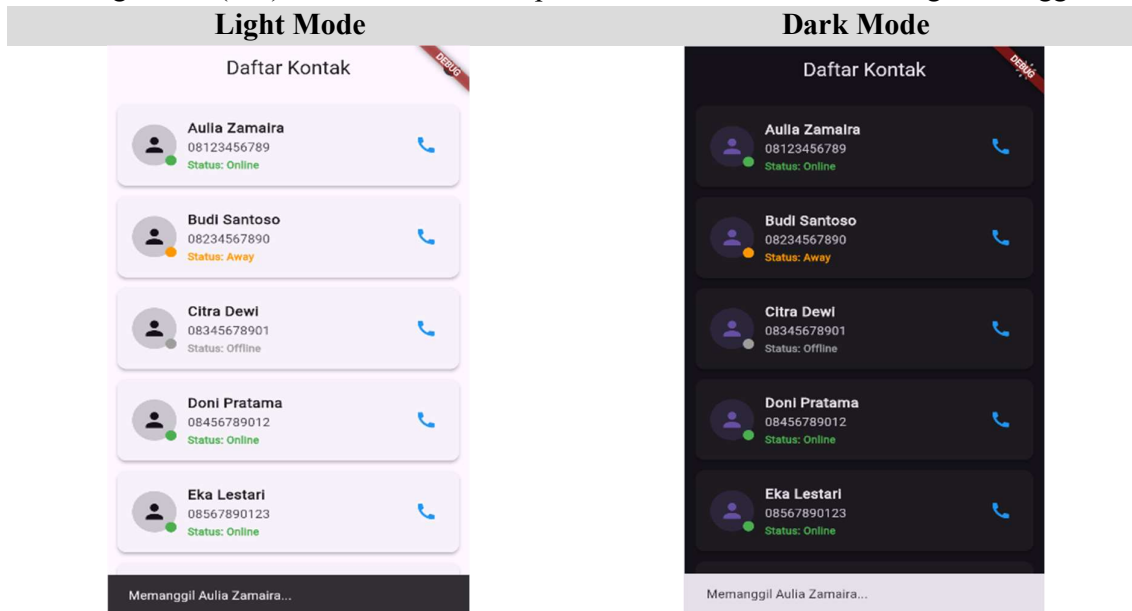 Light Mode
Dark Mode
DEBUG
Daftar Kontak
Aulia Zamaira
08123456789
Status: Online
Budi Santoso
08234567890
Status: Away
Citra Dewi
08345678901
Status: Offline
Doni Pratama
08456789012
Status: Online
Eka Lestari
08567890123
Status: Online
Memanggil Aulia Zamaira...
DEBUG
Daftar Kontak
Aulia Zamaira
08123456789
Status: Online
Budi Santoso
08234567890
Status: Away
Citra Dewi
08345678901
Status: Offline
Doni Pratama
08456789012
Status: Online
Eka Lestari
08567890123
Status: Online
Memanggil Aulia Zamaira...